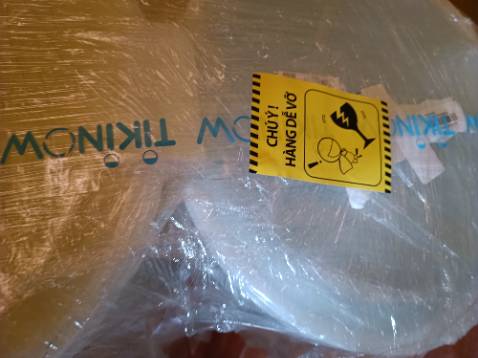 TIKINOW
TIKINOW
CHÚ Ý !
HÀNG DỄ VỠ